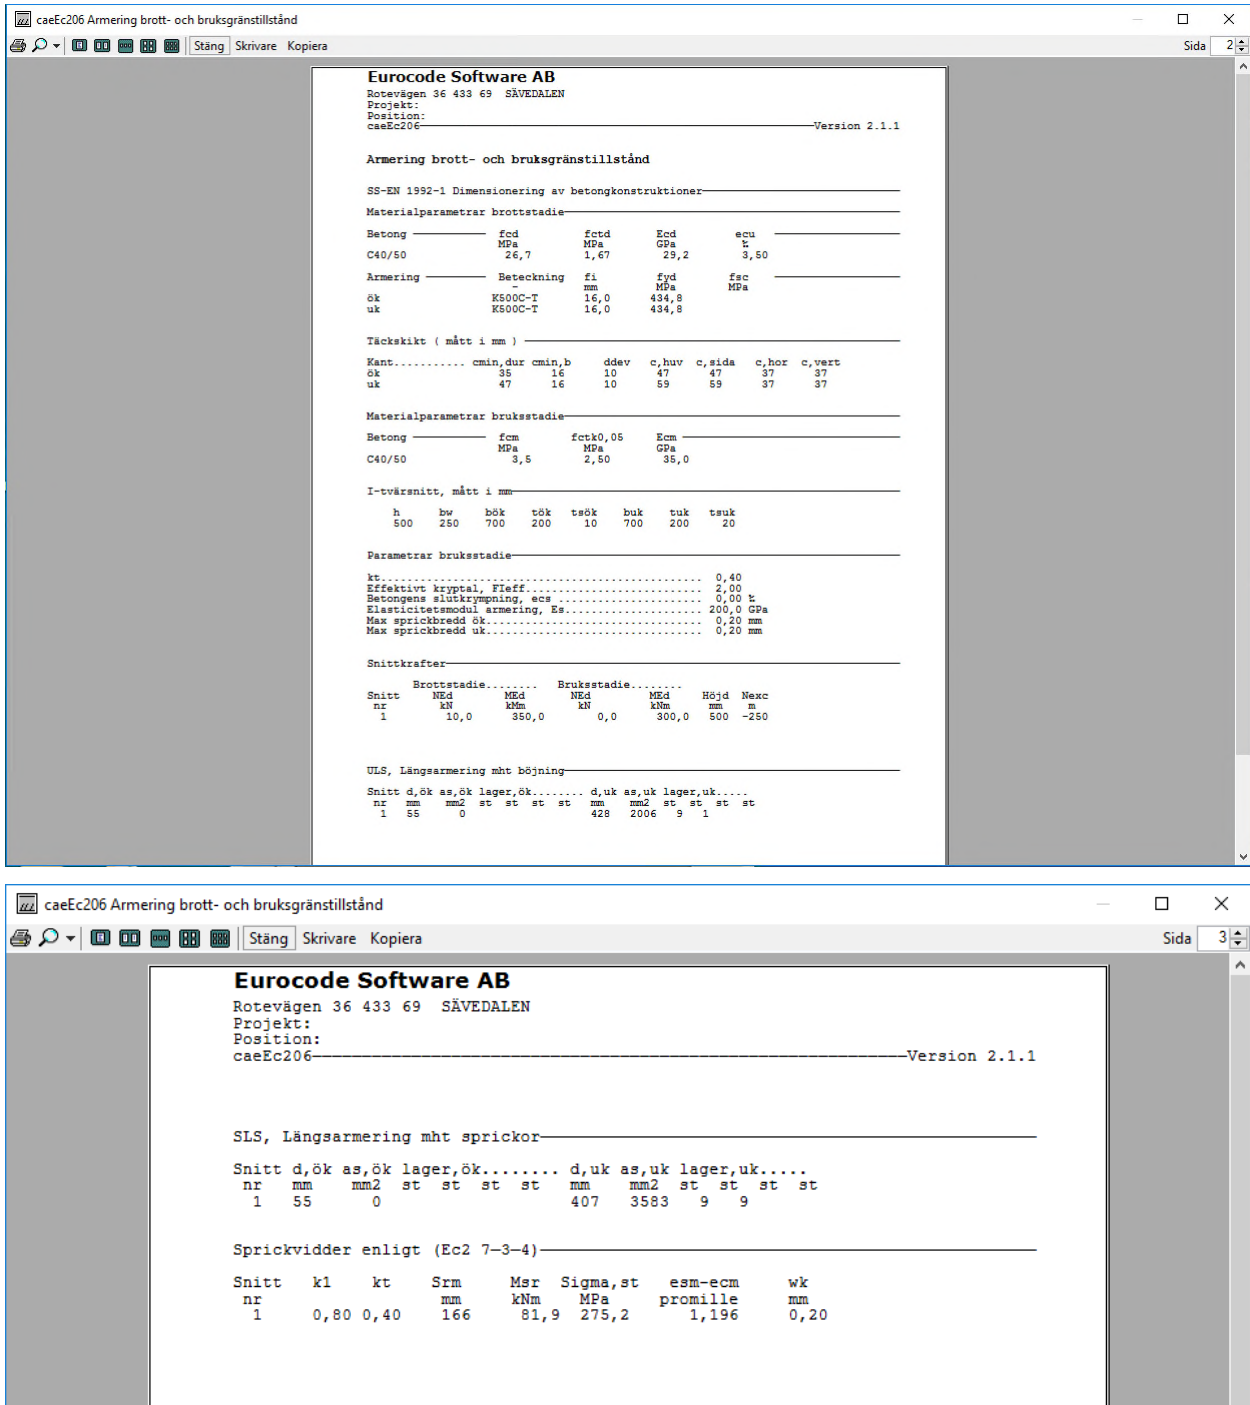 caeEc206 Armering brott- och bruksgränstillstånd
Stäng Skrivare Kopiera Sida 2
Eurocode Software AB
Rotevägen 36 433 69 SÄVEDALEN
Projekt:
Position:
caeEc206 Version 2.1.1
Armering brott- och bruksgränstillstånd
SS-EN 1992-1 Dimensionering av betongkonstruktioner
Materialparametrar brottstadie
Betong fcd fctd Ecd ecu
MPa MPa GPa ‰
C40/50 26,7 1,67 29,2 3,50
Armering Beteckning fi fyd fsc
- mm MPa MPa
ök K500C-T 16,0 434,8
uk K500C-T 16,0 434,8
Täckskikt ( mått i mm )
Kant........... cmin,dur cmin,b ddev c,huv c,sida c,hor c,vert
ök 35 16 10 47 47 37 37
uk 47 16 10 59 59 37 37
Materialparametrar bruksstadie
Betong fcm fctk0,05 Ecm
MPa MPa GPa
C40/50 3,5 2,50 35,0
I-tvärsnitt, mått i mm
h bw bök tök tsök buk tuk tsuk
500 250 700 200 10 700 200 20
Parametrar bruksstadie
kt................................................. 0,40
Effektivt kryptal, FIeff........................... 2,00
Betongens slutkrympning, ecs ...................... 0,00 ‰
Elasticitetsmodul armering, Es..................... 200,0 GPa
Max sprickbredd ök................................. 0,20 mm
Max sprickbredd uk................................. 0,20 mm
Snittkrafter
Brottstadie........ Bruksstadie........
Snitt NEd MEd NEd MEd Höjd Nexc
nr kN kMm kN kNm mm m
1 10,0 350,0 0,0 300,0 500 -250
ULS, Längsarmering mht böjning
Snitt d,ök as,ök lager,ök........ d,uk as,uk lager,uk.....
nr mm mm2 st st st st mm mm2 st st st st
1 55 0 428 2006 9 1
caeEc206 Armering brott- och bruksgränstillstånd
Stäng Skrivare Kopiera Sida 3
Eurocode Software AB
Rotevägen 36 433 69 SÄVEDALEN
Projekt:
Position:
caeEc206 Version 2.1.1
SLS, Längsarmering mht sprickor
Snitt d,ök as,ök lager,ök........ d,uk as,uk lager,uk.....
nr mm mm2 st st st st mm mm2 st st st st
1 55 0 407 3583 9 9
Sprickvidder enligt (Ec2 7-3-4)
Snitt k1 kt Srm Msr Sigma,st esm-ecm wk
nr mm kNm MPa promille mm
1 0,80 0,40 166 81,9 275,2 1,196 0,20